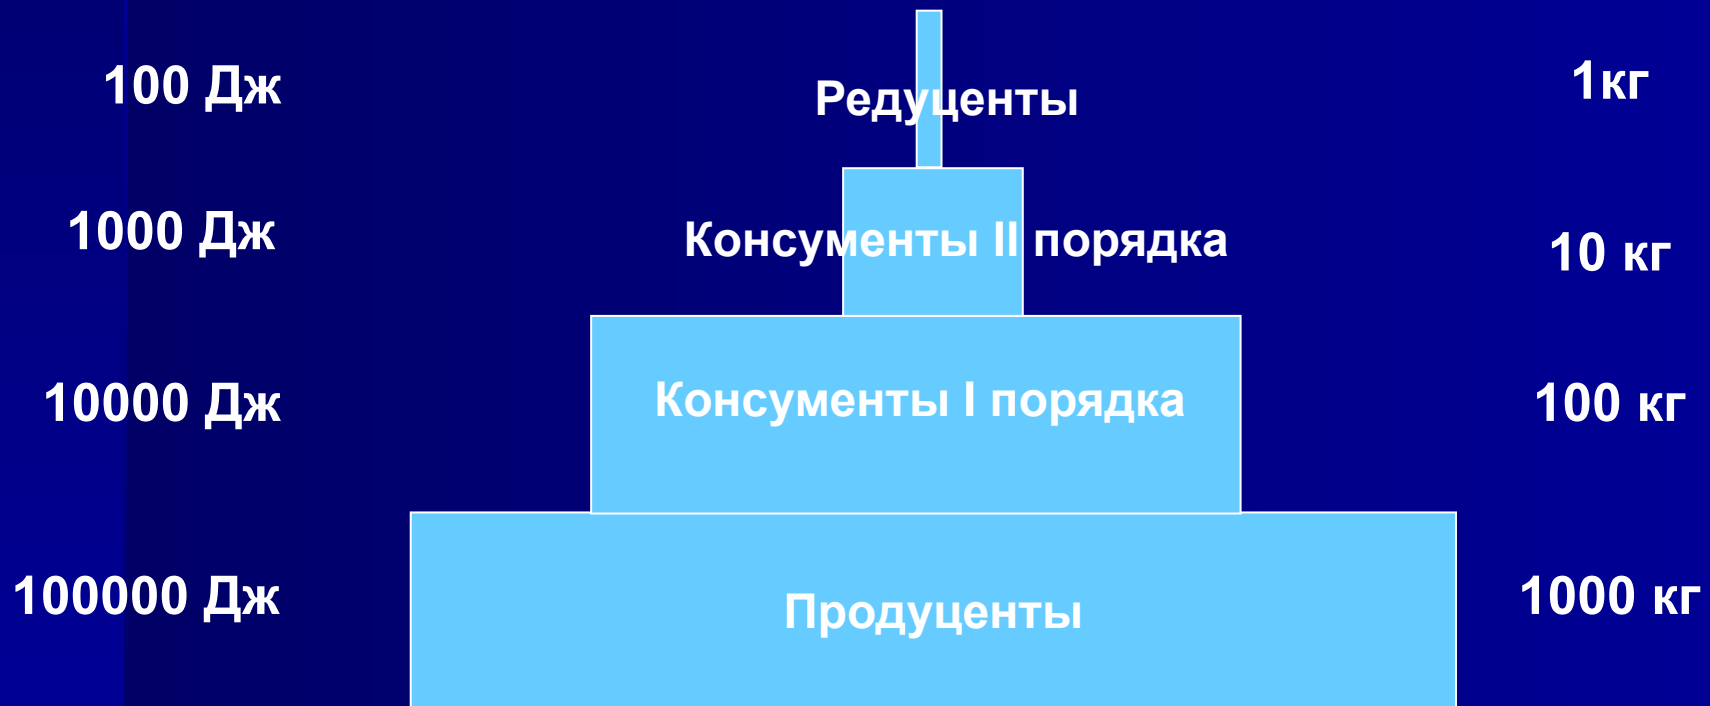 100 Дж
Редуценты
1кг
1000 Дж
Консументы II порядка
10 кг
10000 Дж
Консументы I порядка
100 кг
100000 Дж
Продуценты
1000 кг